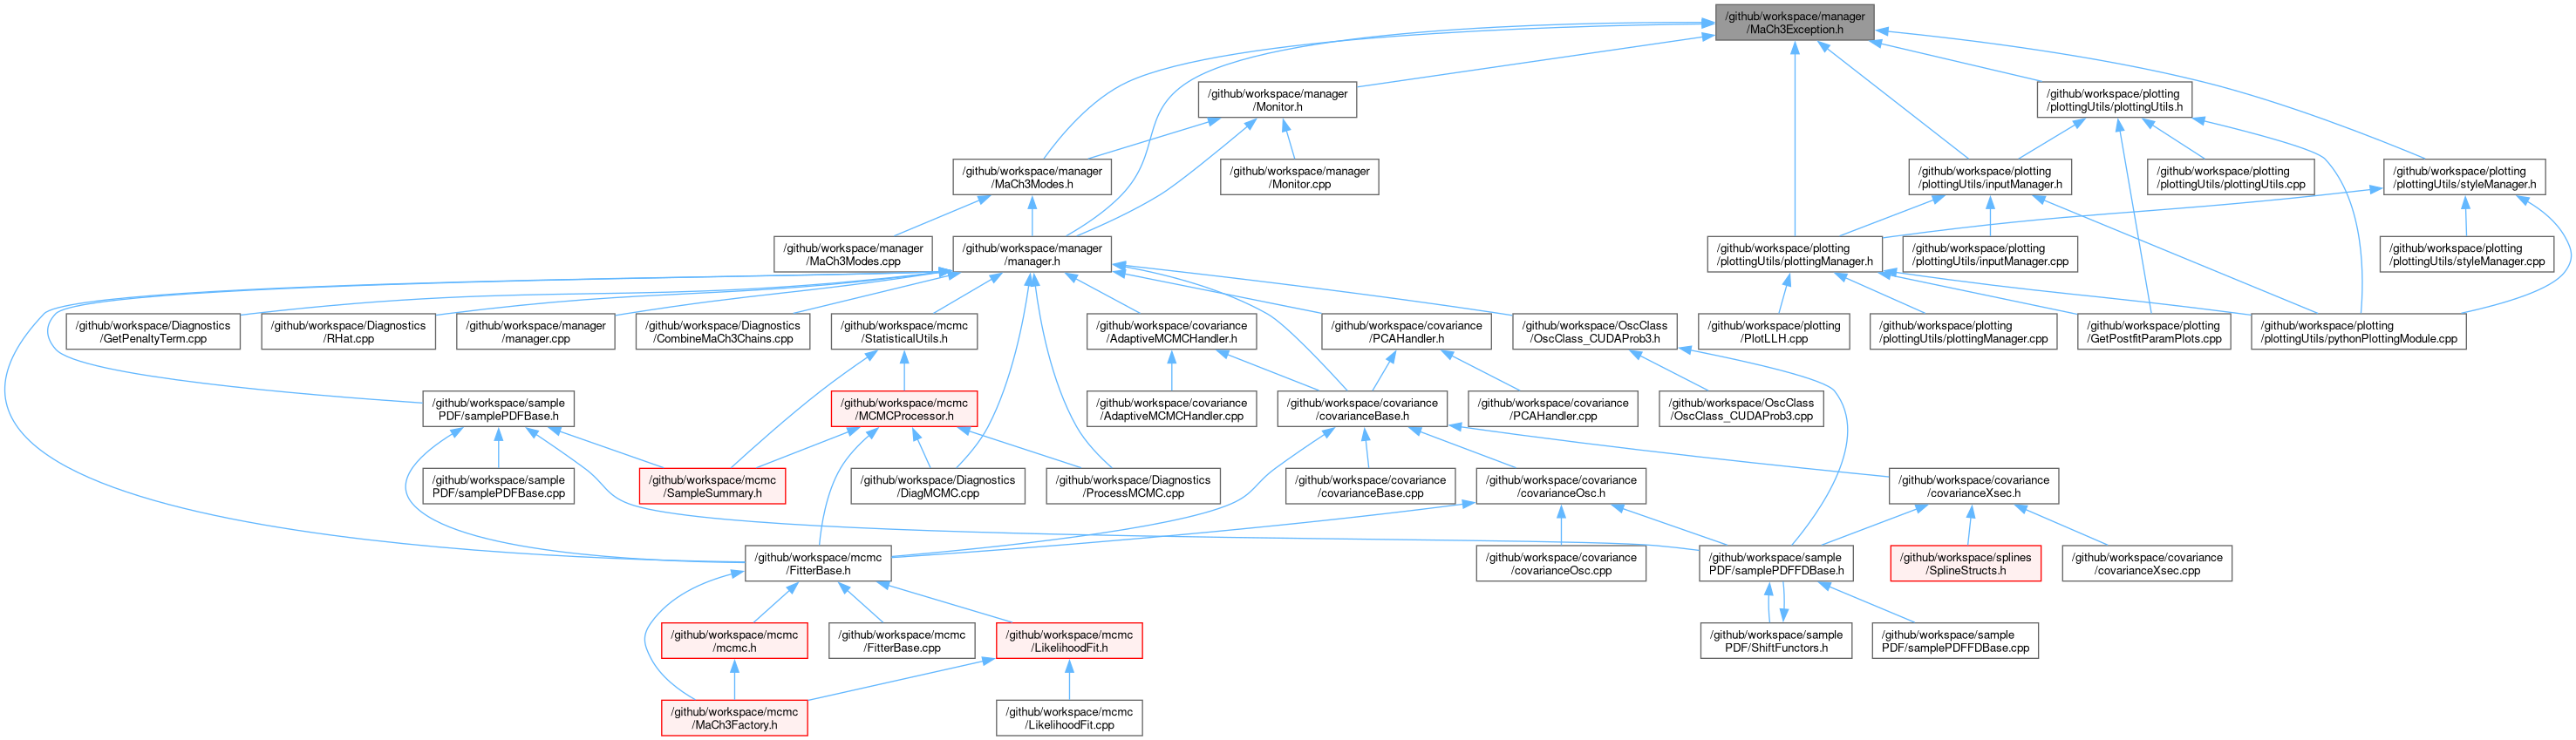 /github/workspace/manager
/MaCh3Exception.h
/github/workspace/manager
/Monitor.h
/github/workspace/plotting
/plottingUtils/plottingUtils.h
/github/workspace/manager
/MaCh3Modes.h
/github/workspace/manager
/Monitor.cpp
/github/workspace/plotting
/plottingUtils/inputManager.h
/github/workspace/plotting
/plottingUtils/plottingUtils.cpp
/github/workspace/plotting
/plottingUtils/styleManager.h
/github/workspace/manager
/MaCh3Modes.cpp
/github/workspace/manager
/manager.h
/github/workspace/plotting
/plottingUtils/plottingManager.h
/github/workspace/plotting
/plottingUtils/inputManager.cpp
/github/workspace/plotting
/plottingUtils/styleManager.cpp
/github/workspace/Diagnostics
/GetPenaltyTerm.cpp
/github/workspace/Diagnostics
/RHat.cpp
/github/workspace/manager
/manager.cpp
/github/workspace/Diagnostics
/CombineMaCh3Chains.cpp
/github/workspace/mcmc
/StatisticalUtils.h
/github/workspace/covariance
/AdaptiveMCMCHandler.h
/github/workspace/covariance
/PCAHandler.h
/github/workspace/OscClass
/OscClass_CUDAProb3.h
/github/workspace/plotting
/PlotLLH.cpp
/github/workspace/plotting
/plottingUtils/plottingManager.cpp
/github/workspace/plotting
/GetPostfitParamPlots.cpp
/github/workspace/plotting
/plottingUtils/pythonPlottingModule.cpp
/github/workspace/sample
PDF/samplePDFBase.h
/github/workspace/mcmc
/MCMCProcessor.h
/github/workspace/covariance
/AdaptiveMCMCHandler.cpp
/github/workspace/covariance
/covarianceBase.h
/github/workspace/covariance
/PCAHandler.cpp
/github/workspace/OscClass
/OscClass_CUDAProb3.cpp
/github/workspace/sample
PDF/samplePDFBase.cpp
/github/workspace/mcmc
/SampleSummary.h
/github/workspace/Diagnostics
/DiagMCMC.cpp
/github/workspace/Diagnostics
/ProcessMCMC.cpp
/github/workspace/covariance
/covarianceBase.cpp
/github/workspace/covariance
/covarianceOsc.h
/github/workspace/covariance
/covarianceXsec.h
/github/workspace/mcmc
/FitterBase.h
/github/workspace/covariance
/covarianceOsc.cpp
/github/workspace/sample
PDF/samplePDFFDBase.h
/github/workspace/splines
/SplineStructs.h
/github/workspace/covariance
/covarianceXsec.cpp
/github/workspace/mcmc
/mcmc.h
/github/workspace/mcmc
/FitterBase.cpp
/github/workspace/mcmc
/LikelihoodFit.h
/github/workspace/sample
PDF/ShiftFunctors.h
/github/workspace/sample
PDF/samplePDFFDBase.cpp
/github/workspace/mcmc
/MaCh3Factory.h
/github/workspace/mcmc
/LikelihoodFit.cpp